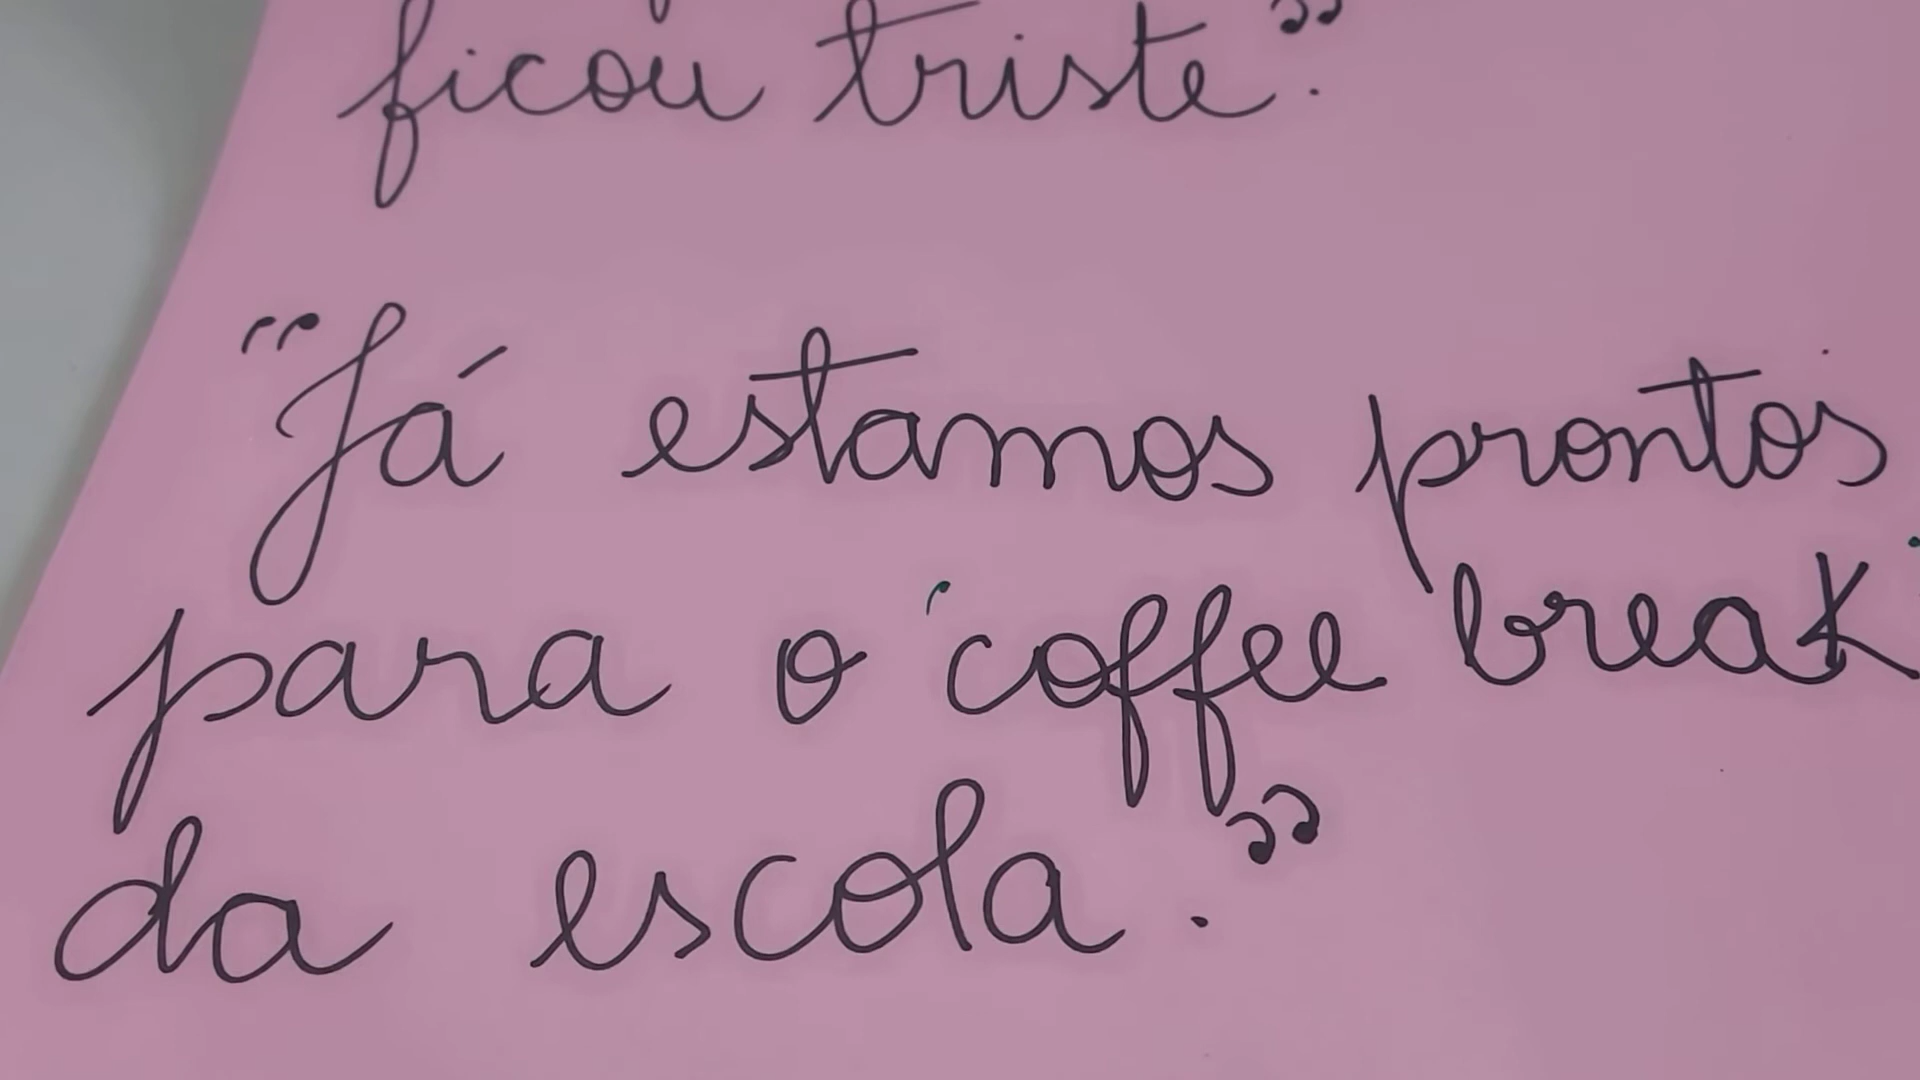 ficou triste."
"Já estamos prontos
para o 'coffee break'
da escola."